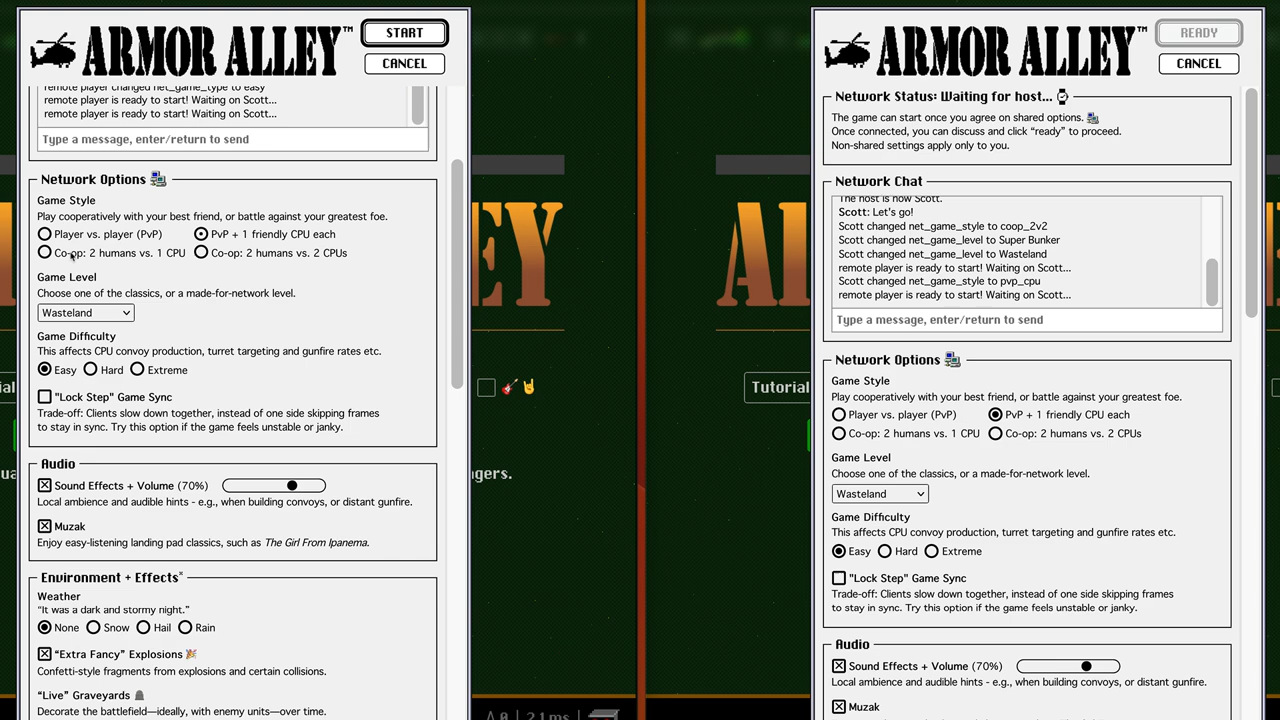 ARMOR ALLEY™
START
CANCEL
remote player changed net_game_type to easy
remote player is ready to start! Waiting on Scott...
remote player is ready to start! Waiting on Scott...
Type a message, enter/return to send
Network Options
Game Style
Play cooperatively with your best friend, or battle against your greatest foe.
Player vs. player (PvP) PvP + 1 friendly CPU each
Co-op: 2 humans vs. 1 CPU Co-op: 2 humans vs. 2 CPUs
Game Level
Choose one of the classics, or a made-for-network level.
Wasteland
Game Difficulty
This affects CPU convoy production, turret targeting and gunfire rates etc.
Easy Hard Extreme
"Lock Step" Game Sync
Trade-off: Clients slow down together, instead of one side skipping frames
to stay in sync. Try this option if the game feels unstable or janky.
Audio
Sound Effects + Volume (70%)
Local ambience and audible hints - e.g., when building convoys, or distant gunfire.
Muzak
Enjoy easy-listening landing pad classics, such as The Girl From Ipanema.
Environment + Effects*
Weather
“It was a dark and stormy night.”
None Snow Hail Rain
“Extra Fancy” Explosions
Confetti-style fragments from explosions and certain collisions.
“Live” Graveyards
Decorate the battlefield—ideally, with enemy units—over time.
EY
agers.
21ms
A
Tutorial
ARMOR ALLEY™
READY
CANCEL
Network Status: Waiting for host...
The game can start once you agree on shared options.
Once connected, you can discuss and click “ready” to proceed.
Non-shared settings apply only to you.
Network Chat
The host is now Scott.
Scott: Let's go!
Scott changed net_game_style to coop_2v2
Scott changed net_game_level to Super Bunker
Scott changed net_game_level to Wasteland
remote player is ready to start! Waiting on Scott...
Scott changed net_game_style to pvp_cpu
remote player is ready to start! Waiting on Scott...
Type a message, enter/return to send
Network Options
Game Style
Play cooperatively with your best friend, or battle against your greatest foe.
Player vs. player (PvP) PvP + 1 friendly CPU each
Co-op: 2 humans vs. 1 CPU Co-op: 2 humans vs. 2 CPUs
Game Level
Choose one of the classics, or a made-for-network level.
Wasteland
Game Difficulty
This affects CPU convoy production, turret targeting and gunfire rates etc.
Easy Hard Extreme
"Lock Step" Game Sync
Trade-off: Clients slow down together, instead of one side skipping frames
to stay in sync. Try this option if the game feels unstable or janky.
Audio
Sound Effects + Volume (70%)
Local ambience and audible hints - e.g., when building convoys, or distant gunfire.
Muzak